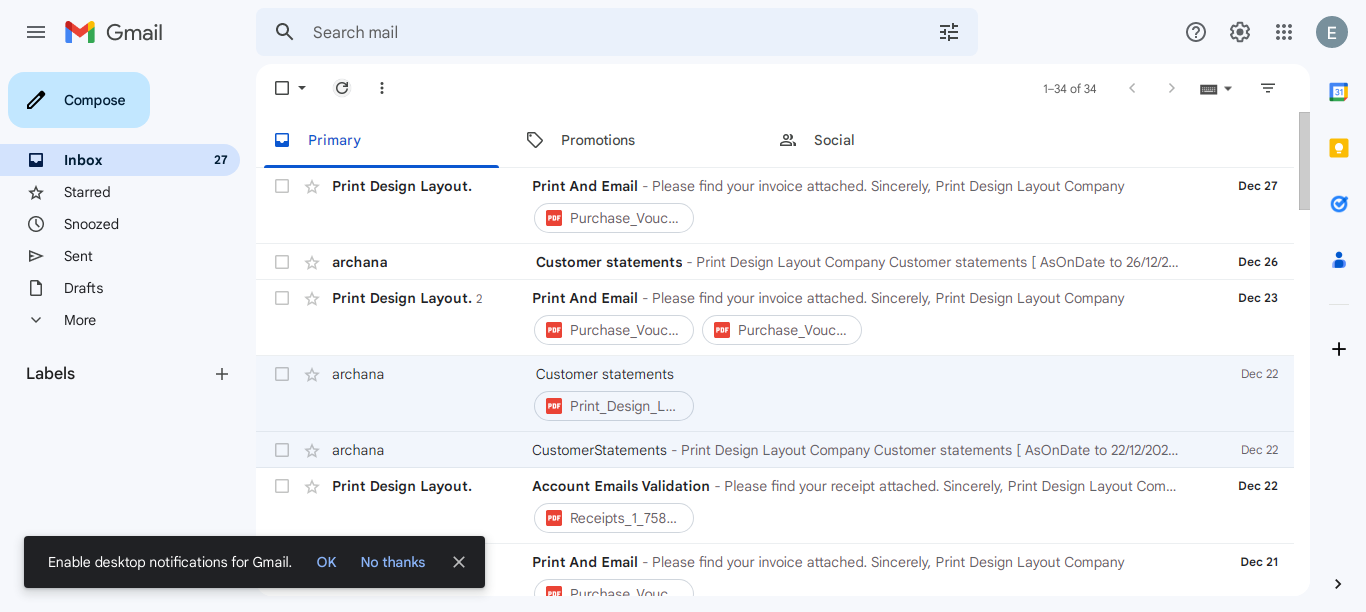 Gmail
Search mail
E
Compose
1–34 of 34
31
Primary
Promotions
Social
Inbox 27
Starred
Snoozed
Sent
Drafts
More
Labels
Print Design Layout. Print And Email - Please find your invoice attached. Sincerely, Print Design Layout Company Dec 27
PDF Purchase_Vouc...
archana Customer statements - Print Design Layout Company Customer statements [ AsOnDate to 26/12/2... Dec 26
Print Design Layout. 2 Print And Email - Please find your invoice attached. Sincerely, Print Design Layout Company Dec 23
PDF Purchase_Vouc... PDF Purchase_Vouc...
archana Customer statements Dec 22
PDF Print_Design_L...
archana CustomerStatements - Print Design Layout Company Customer statements [ AsOnDate to 22/12/202... Dec 22
Print Design Layout. Account Emails Validation - Please find your receipt attached. Sincerely, Print Design Layout Com... Dec 22
PDF Receipts_1_758...
Print And Email - Please find your invoice attached. Sincerely, Print Design Layout Company Dec 21
PDF Purchase_Vouc...
Enable desktop notifications for Gmail. OK No thanks